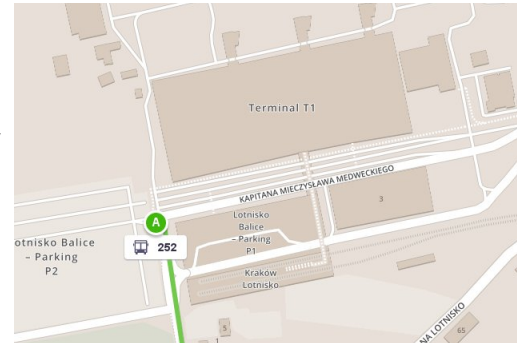 Terminal T1
KAPITANA MIECZYSŁAWA MEDWECKIEGO
A
252
Lotnisko
Balice
– Parking
P1
3
otnisko Balice
– Parking
P2
Kraków
Lotnisko
5
1
65
NA LOTNISKO